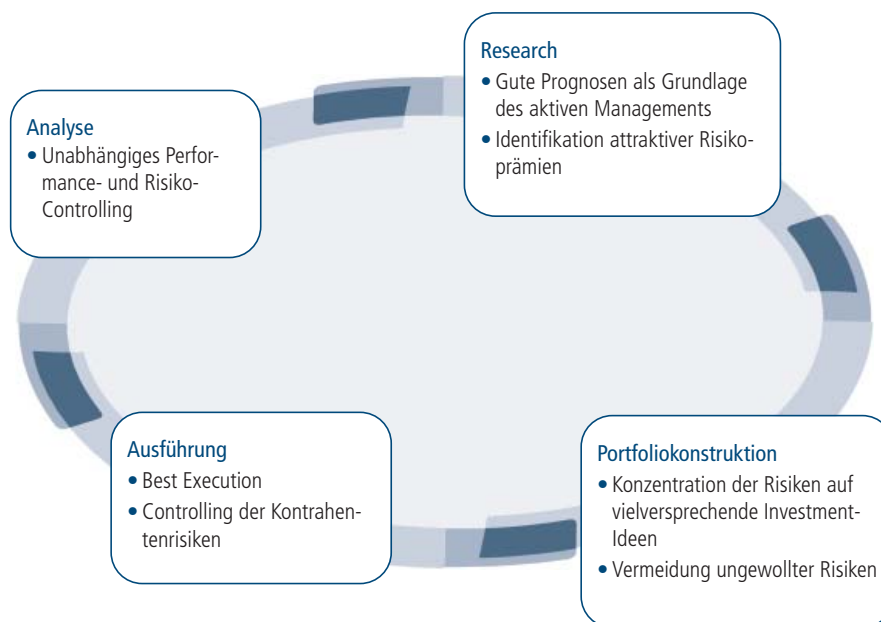 Research
• Gute Prognosen als Grundlage
des aktiven Managements
• Identifikation attraktiver Risiko-
prämien
Analyse
• Unabhängiges Perfor-
mance- und Risiko-
Controlling
Ausführung
• Best Execution
• Controlling der Kontrahen-
tenrisiken
Portfoliokonstruktion
• Konzentration der Risiken auf
vielversprechende Investment-
Ideen
• Vermeidung ungewollter Risiken